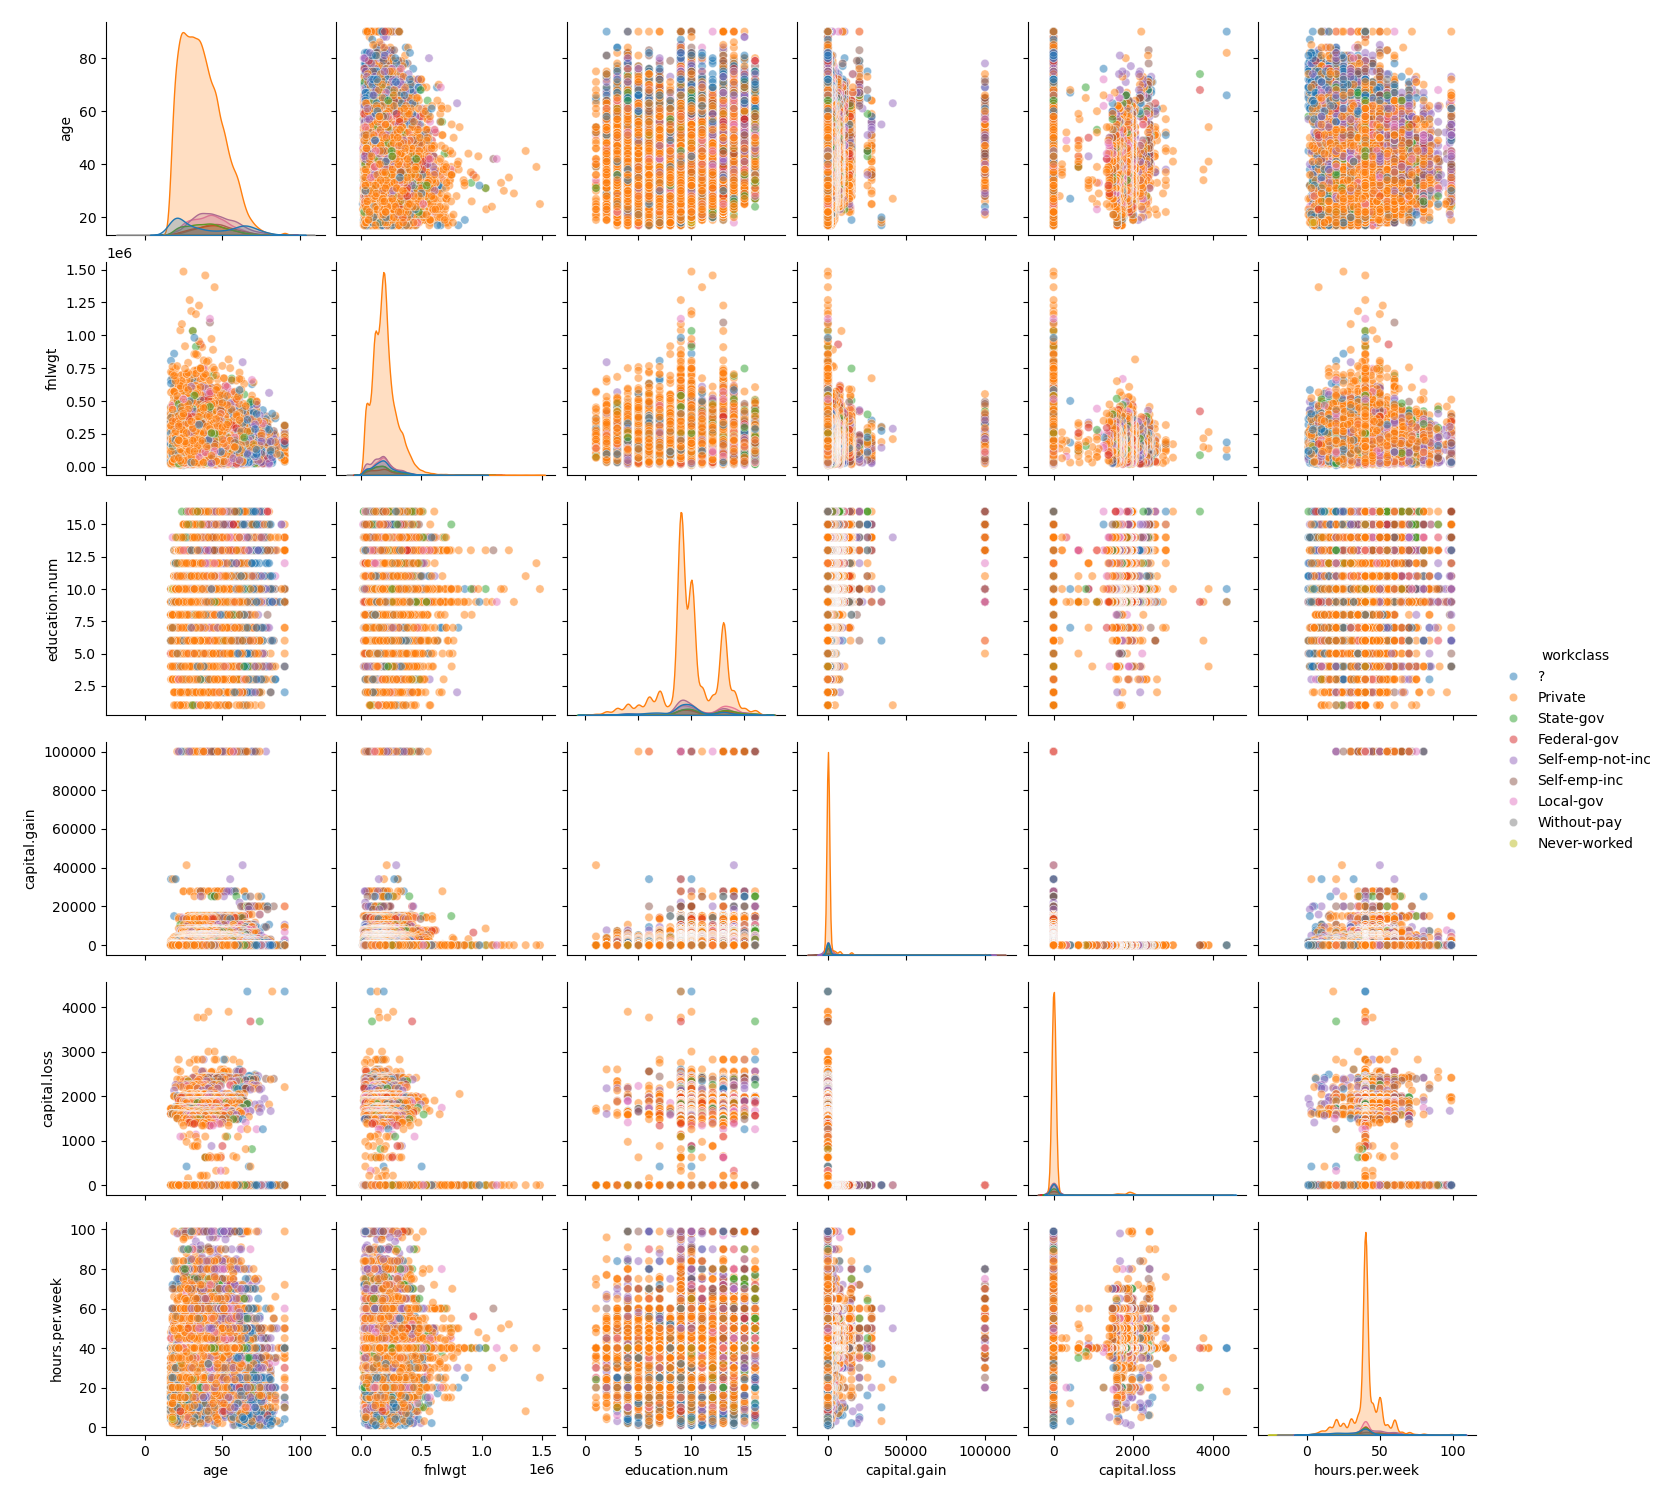 80
60
40
20
age
1e6
1.50
1.25
1.00
0.75
0.50
0.25
0.00
fnlwgt
15.0
12.5
10.0
7.5
5.0
2.5
education.num
workclass
?
Private
State-gov
Federal-gov
Self-emp-not-inc
Self-emp-inc
Local-gov
Without-pay
Never-worked
100000
80000
60000
40000
20000
0
capital.gain
4000
3000
2000
1000
0
capital.loss
100
80
60
40
20
0
hours.per.week
0 50 100 0.0 0.5 1.0 1.5 0 5 10 15 0 50000 100000 0 2000 4000 0 50 100
1e6
age fnlwgt education.num capital.gain capital.loss hours.per.week